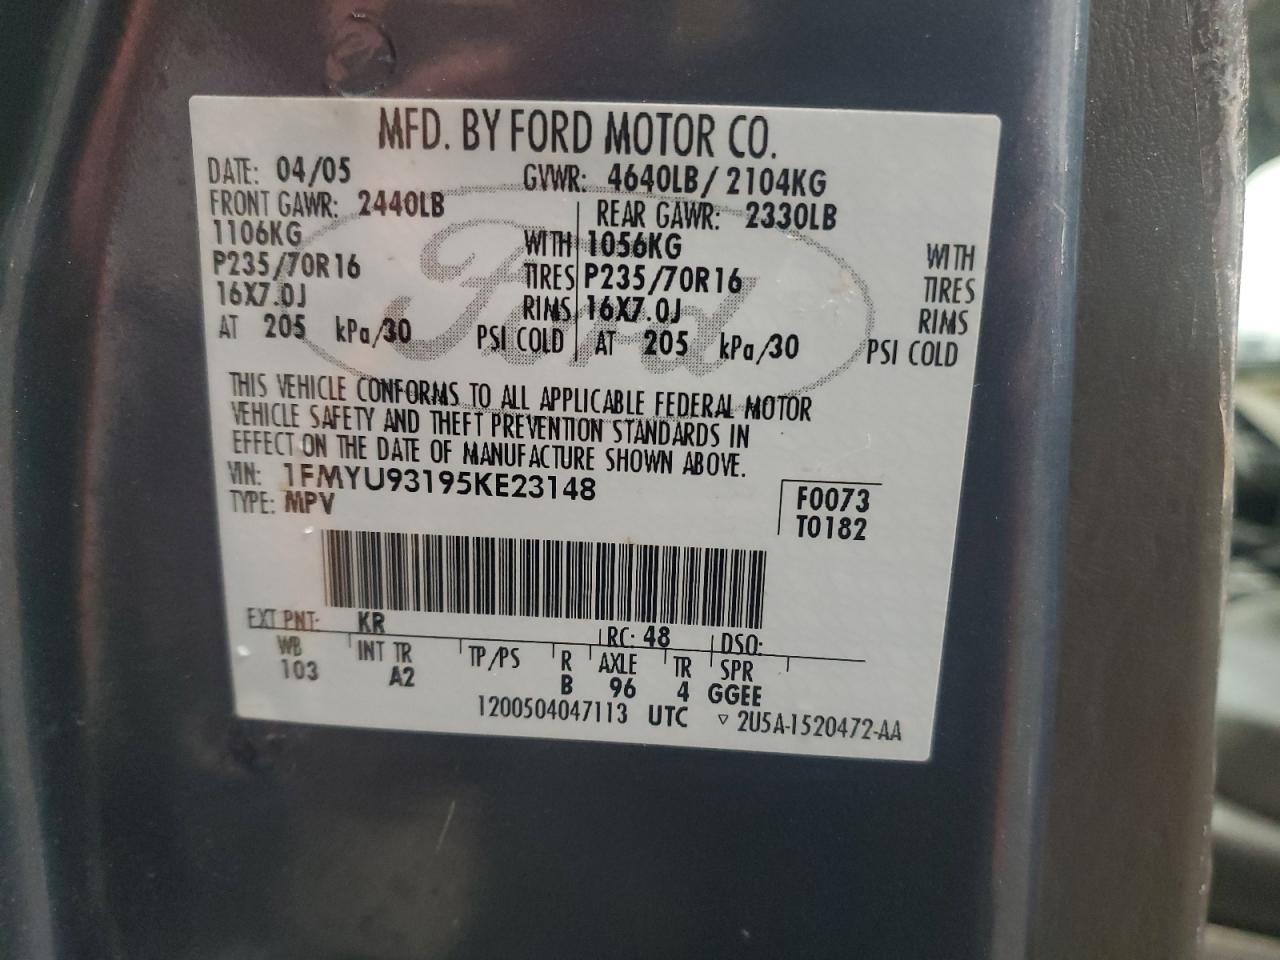 MFD. BY FORD MOTOR CO.
DATE: 04/05 GVWR: 4640LB/ 2104KG
FRONT GAWR: 2440LB REAR GAWR: 2330LB
1106KG WITH 1056KG WITH
P235/70R16 TIRES P235/70R16 TIRES
16X7.0J RIMS 16X7.0J RIMS
AT 205 kPa/30 PSI COLD AT 205 kPa/30 PSI COLD
Ford
THIS VEHICLE CONFORMS TO ALL APPLICABLE FEDERAL MOTOR
VEHICLE SAFETY AND THEFT PREVENTION STANDARDS IN
EFFECT ON THE DATE OF MANUFACTURE SHOWN ABOVE.
VIN: 1FMYU93195KE23148
TYPE: MPV
F0073
T0182
EXT PNT: KR RC: 48 DSO:
WB INT TR TP/PS R AXLE TR SPR
103 A2 B 96 4 GGEE
1200504047113 UTC ▽ 2U5A-1520472-AA